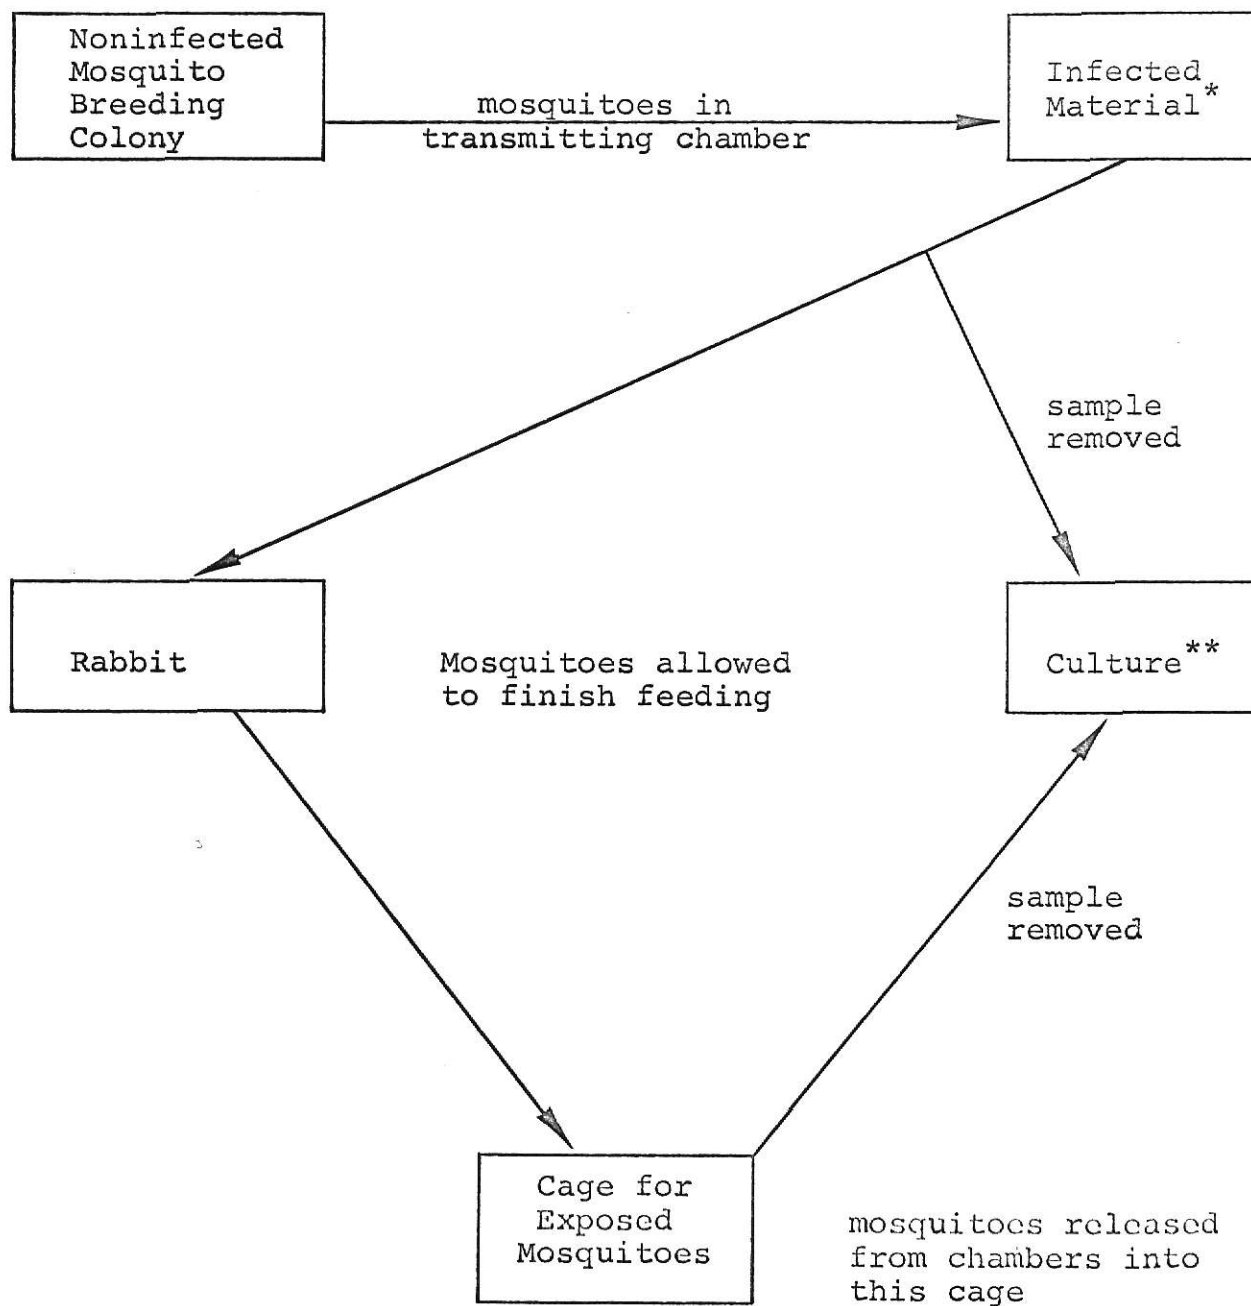 Noninfected
Mosquito
Breeding
Colony
mosquitoes in
transmitting chamber
Infected
Material*
sample
removed
Rabbit
Mosquitoes allowed
to finish feeding
Culture**
sample
removed
Cage for
Exposed
Mosquitoes
mosquitoes released
from chambers into
this cage